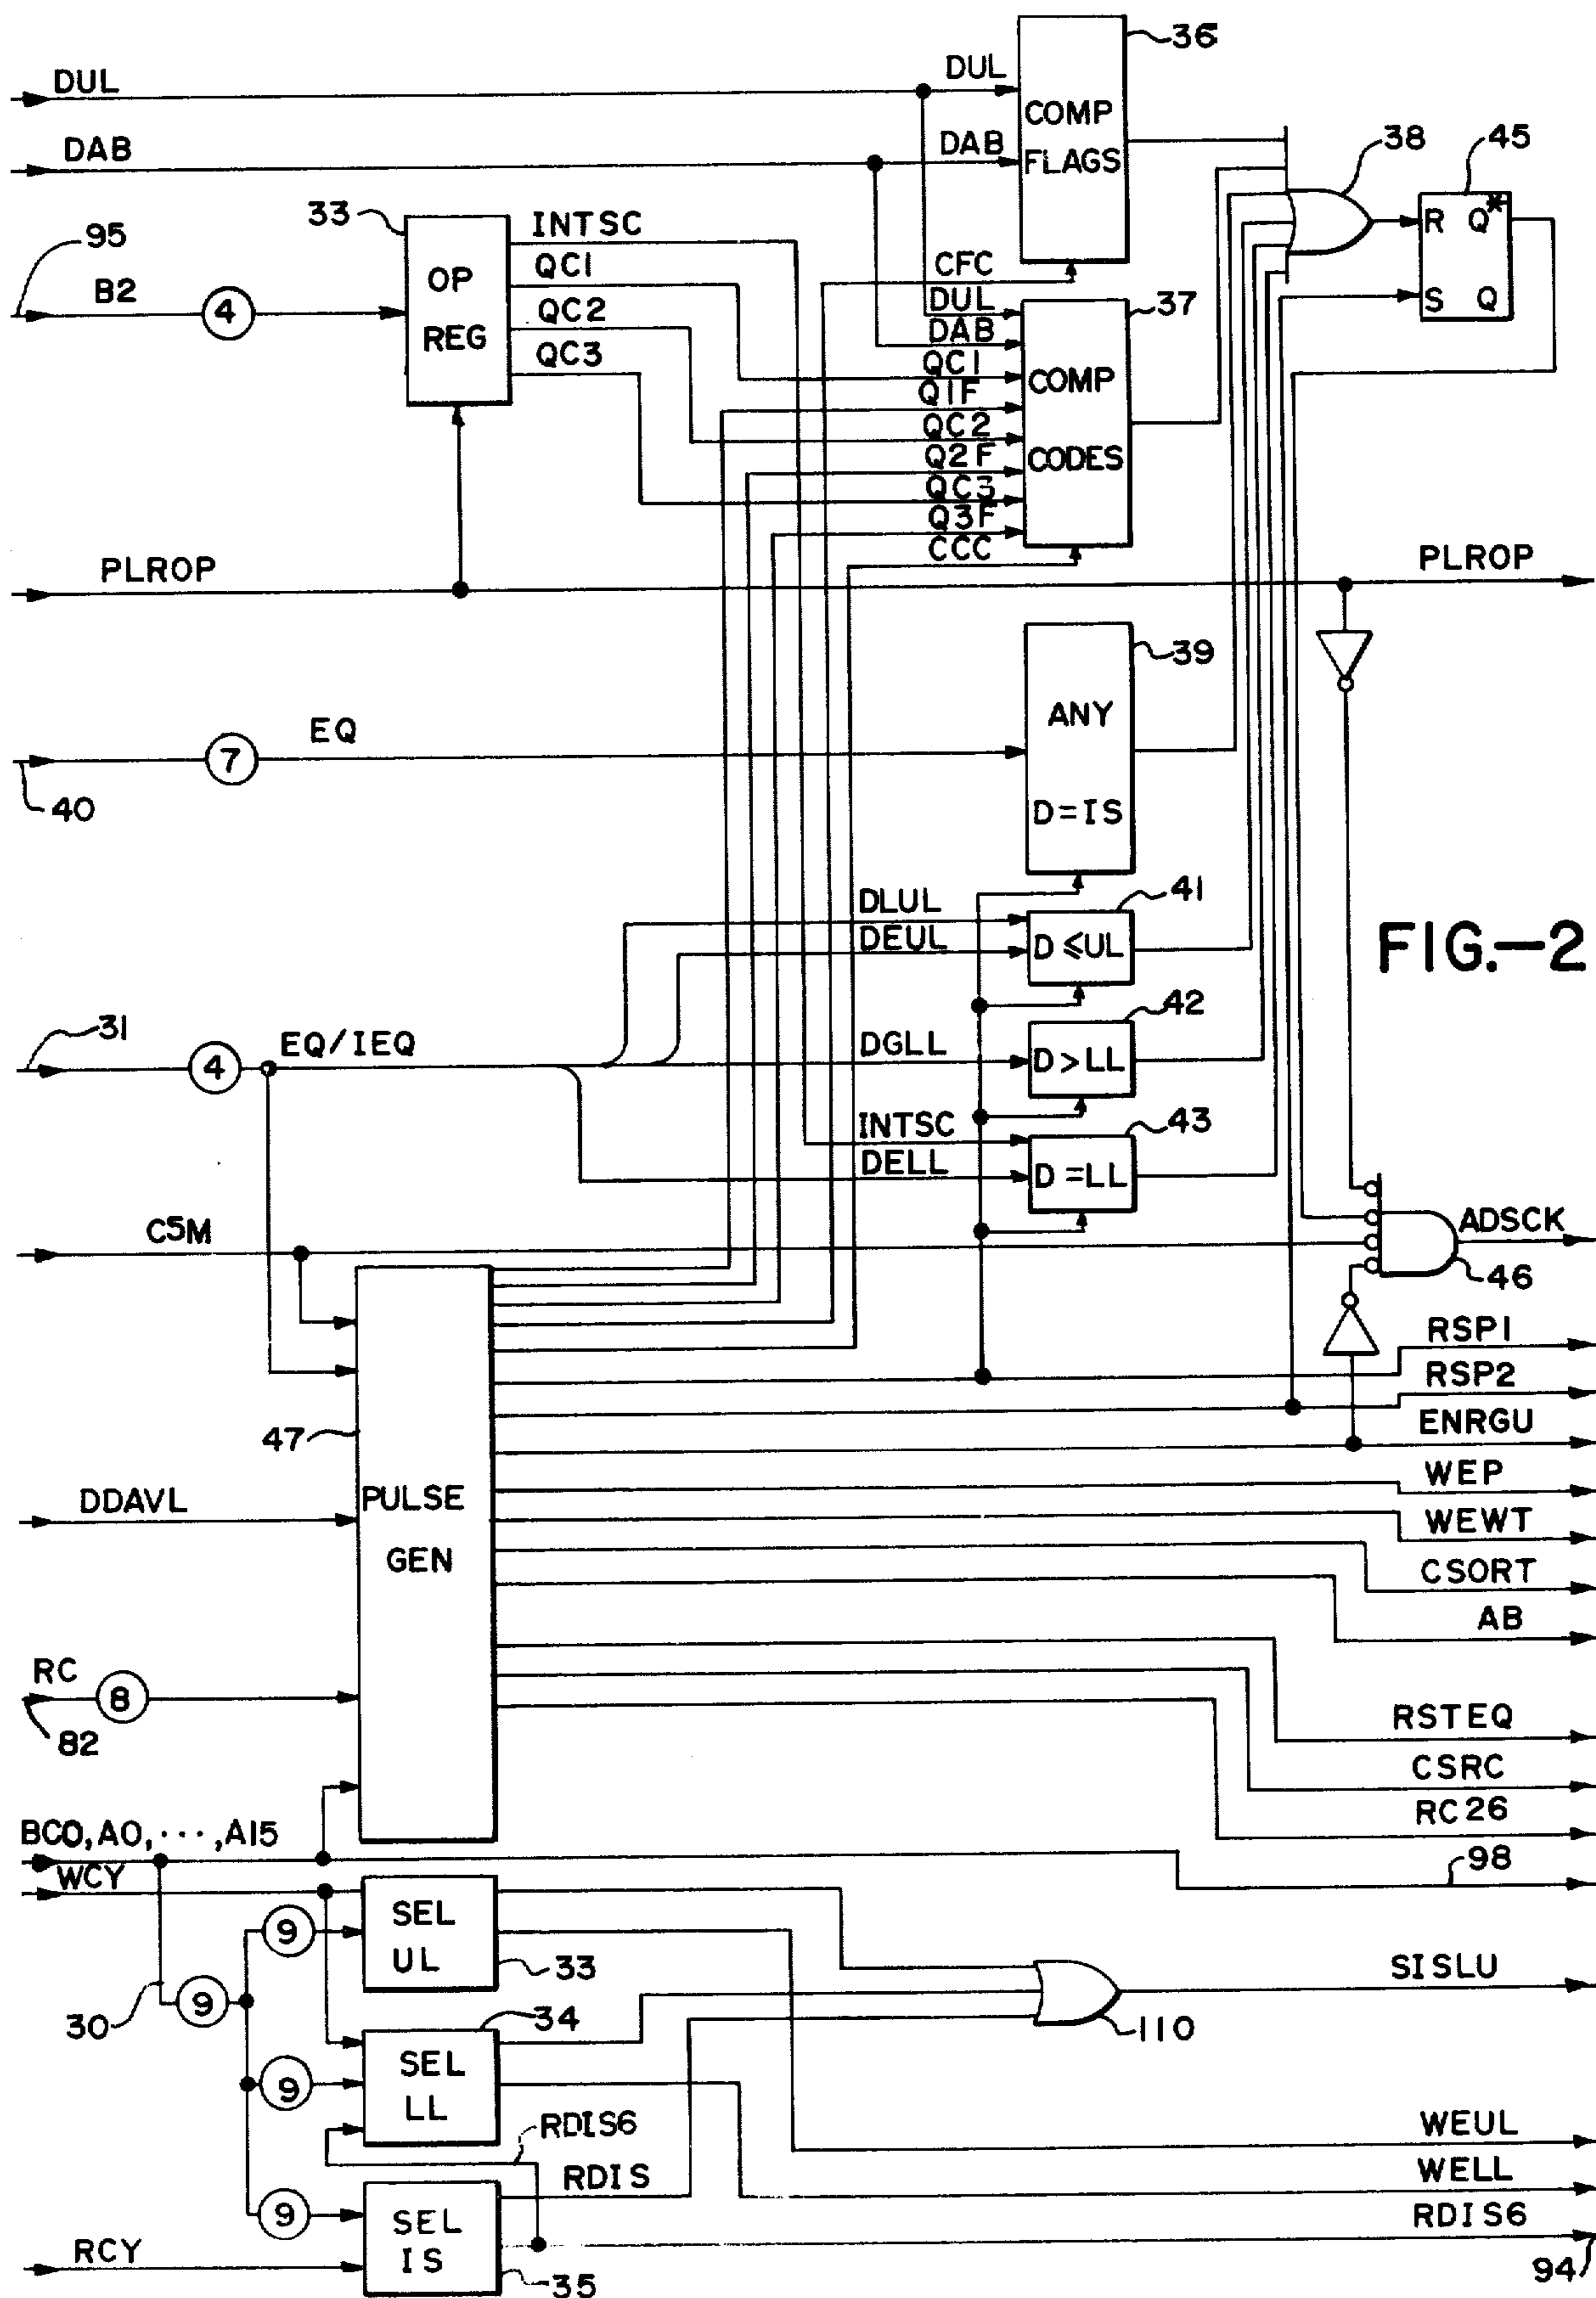 36
DUL
DUL
COMP
FLAGS
DAB
DAB
38
45
R Q*
S Q
95
B2
4
33
OP
REG
INTSC
QC1
QC2
QC3
CFC
DUL
DAB
QC1
Q1F
QC2
Q2F
QC3
Q3F
CCC
COMP
CODES
37
PLROP
PLROP
39
ANY
D=IS
EQ
7
40
DLUL
DEUL
D≤UL
41
FIG.-2
31
4
EQ/IEQ
DGLL
D>LL
42
INTSC
DELL
D=LL
43
C5M
ADSCK
46
RSP1
RSP2
ENRGU
47
PULSE
GEN
DDAVL
WEP
WEWT
CSORT
AB
RC
8
82
RSTEQ
CSRC
RC26
BC0,A0,···,A15
98
WCY
9
SEL
UL
33
30
9
SISLU
110
34
9
SEL
LL
RDIS6
RDIS
WEUL
WELL
RDIS6
94
9
SEL
IS
RCY
35